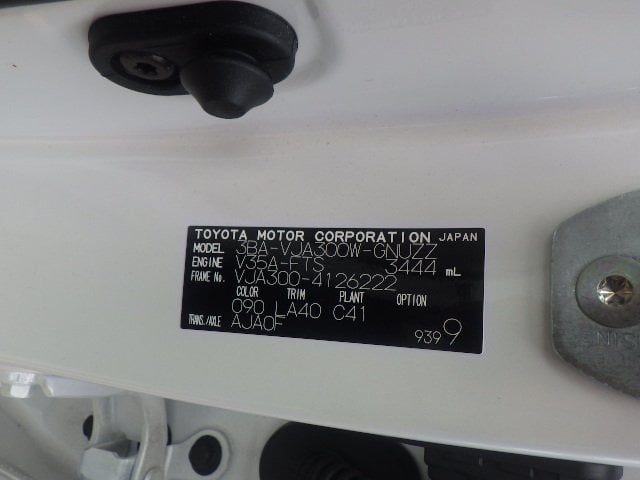 TOYOTA MOTOR CORPORATION JAPAN
MODEL 3BA-VJA300W-GNUZZ
ENGINE V35A-FTS 3444 mL
FRAME No. VJA300-4126222
COLOR TRIM PLANT OPTION
090 LA40 C41
TRANS./AXLE AJA0F
939 9